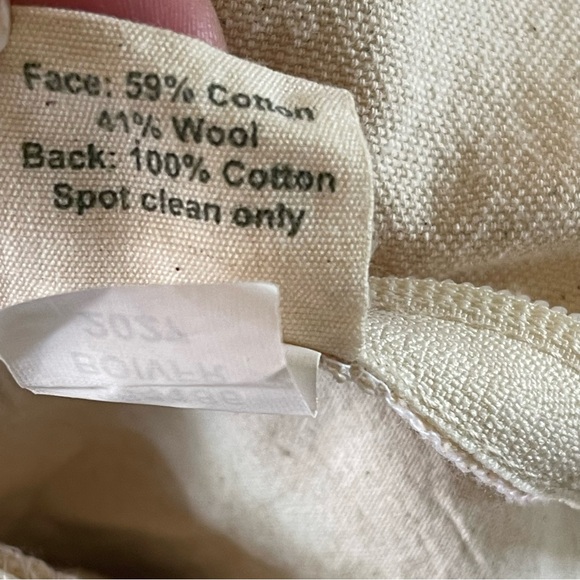 Face: 59% Cotton
41% Wool
Back: 100% Cotton
Spot clean only